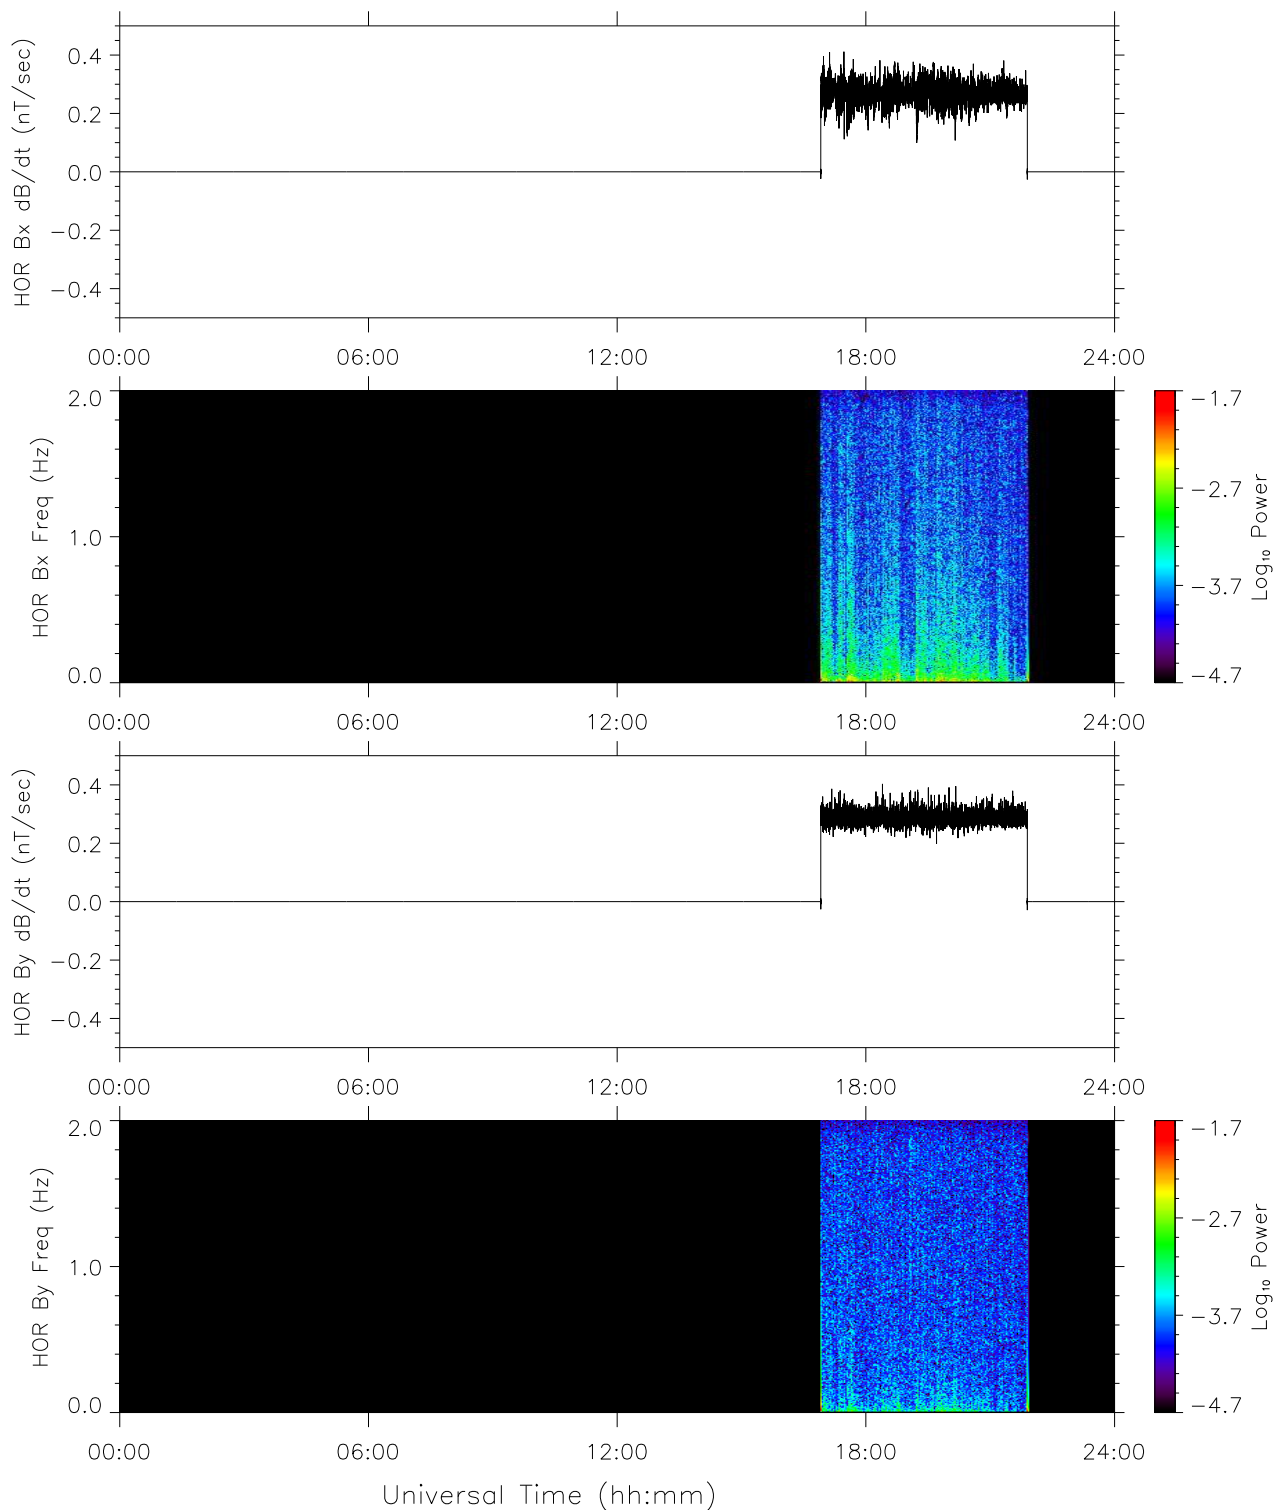 HOR Bx dB/dt (nT/sec)
0.4
0.2
0.0
−0.2
−0.4
00:00 06:00 12:00 18:00 24:00
HOR Bx Freq (Hz)
2.0
1.0
0.0
−1.7
−2.7
−3.7
−4.7
Log₁₀ Power
00:00 06:00 12:00 18:00 24:00
HOR By dB/dt (nT/sec)
0.4
0.2
0.0
−0.2
−0.4
00:00 06:00 12:00 18:00 24:00
HOR By Freq (Hz)
2.0
1.0
0.0
−1.7
−2.7
−3.7
−4.7
Log₁₀ Power
00:00 06:00 12:00 18:00 24:00
Universal Time (hh:mm)